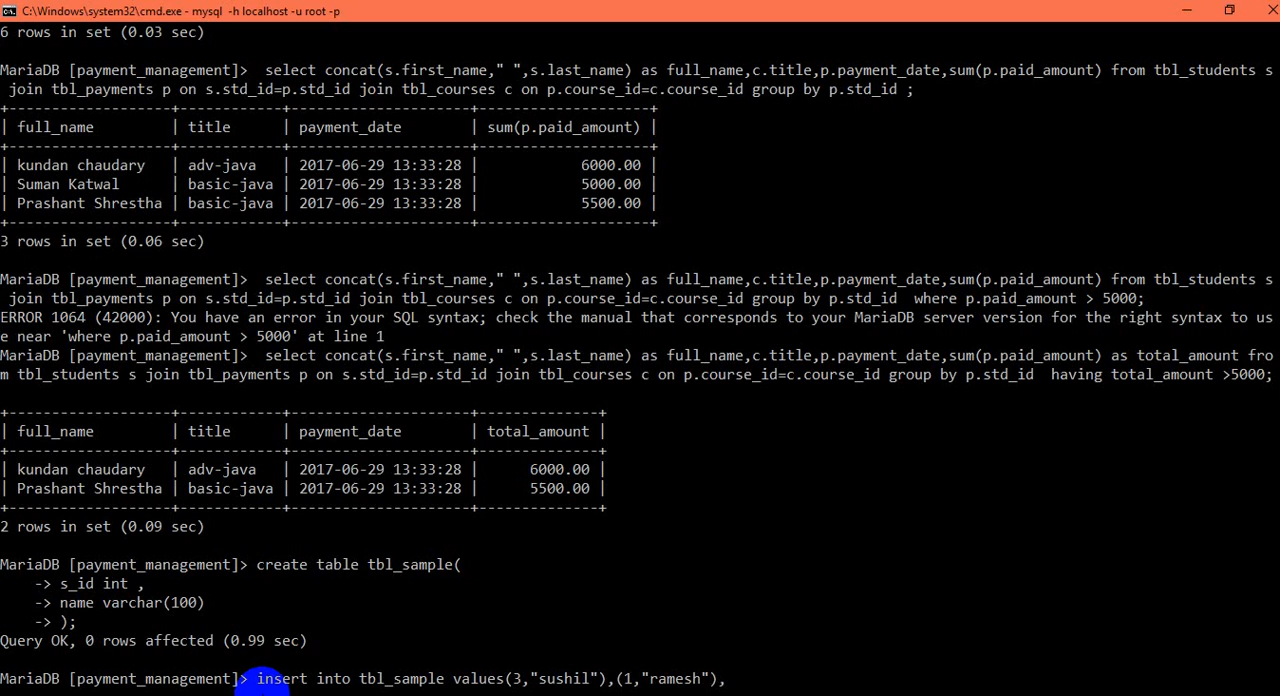 C:\Windows\system32\cmd.exe - mysql -h localhost -u root -p
6 rows in set (0.03 sec)
MariaDB [payment_management]>  select concat(s.first_name," ",s.last_name) as full_name,c.title,p.payment_date,sum(p.paid_amount) from tbl_students s
 join tbl_payments p on s.std_id=p.std_id join tbl_courses c on p.course_id=c.course_id group by p.std_id ;
+-------------------+-------------+---------------------+--------------------+
| full_name         | title       | payment_date        | sum(p.paid_amount) |
+-------------------+-------------+---------------------+--------------------+
| kundan chaudary   | adv-java    | 2017-06-29 13:33:28 |            6000.00 |
| Suman Katwal      | basic-java  | 2017-06-29 13:33:28 |            5000.00 |
| Prashant Shrestha | basic-java  | 2017-06-29 13:33:28 |            5500.00 |
+-------------------+-------------+---------------------+--------------------+
3 rows in set (0.06 sec)
MariaDB [payment_management]>  select concat(s.first_name," ",s.last_name) as full_name,c.title,p.payment_date,sum(p.paid_amount) from tbl_students s
 join tbl_payments p on s.std_id=p.std_id join tbl_courses c on p.course_id=c.course_id group by p.std_id  where p.paid_amount > 5000;
ERROR 1064 (42000): You have an error in your SQL syntax; check the manual that corresponds to your MariaDB server version for the right syntax to us
e near 'where p.paid_amount > 5000' at line 1
MariaDB [payment_management]>  select concat(s.first_name," ",s.last_name) as full_name,c.title,p.payment_date,sum(p.paid_amount) as total_amount fro
m tbl_students s join tbl_payments p on s.std_id=p.std_id join tbl_courses c on p.course_id=c.course_id group by p.std_id  having total_amount >5000;
+-------------------+-------------+---------------------+--------------+
| full_name         | title       | payment_date        | total_amount |
+-------------------+-------------+---------------------+--------------+
| kundan chaudary   | adv-java    | 2017-06-29 13:33:28 |      6000.00 |
| Prashant Shrestha | basic-java  | 2017-06-29 13:33:28 |      5500.00 |
+-------------------+-------------+---------------------+--------------+
2 rows in set (0.09 sec)
MariaDB [payment_management]> create table tbl_sample(
    -> s_id int ,
    -> name varchar(100)
    -> );
Query OK, 0 rows affected (0.99 sec)
MariaDB [payment_management]> insert into tbl_sample values(3,"sushil"),(1,"ramesh"),